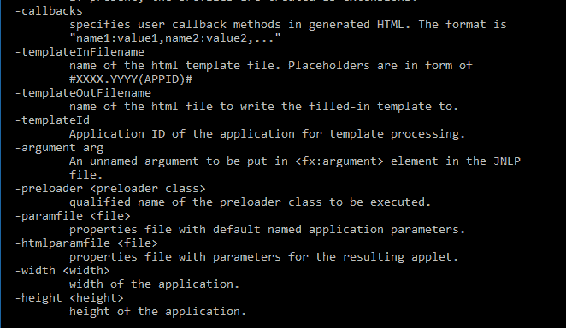 -callbacks
specifies user callback methods in generated HTML. The format is
"name1:value1,name2:value2,..."
-templateInFilename
name of the html template file. Placeholders are in form of
#XXXX.YYYY(APPID)#
-templateOutFilename
name of the html file to write the filled-in template to.
-templateId
Application ID of the application for template processing.
-argument arg
An unnamed argument to be put in <fx:argument> element in the JNLP
file.
-preloader <preloader class>
qualified name of the preloader class to be executed.
-paramfile <file>
properties file with default named application parameters.
-htmlparamfile <file>
properties file with parameters for the resulting applet.
-width <width>
width of the application.
-height <height>
height of the application.